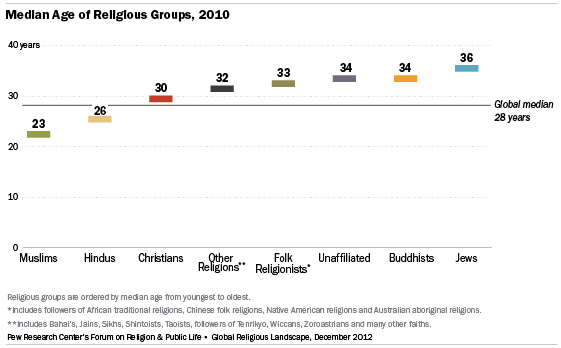 Median Age of Religious Groups, 2010
40 years
36
34
34
33
32
30
30
Global median
28 years
26
23
20
10
0
Muslims Hindus Christians Other Religions** Folk Religionists* Unaffiliated Buddhists Jews
Religious groups are ordered by median age from youngest to oldest.
*Includes followers of African traditional religions, Chinese folk religions, Native American religions and Australian aboriginal religions.
**Includes Bahai's, Jains, Sikhs, Shintoists, Taoists, followers of Tenrikyo, Wiccans, Zoroastrians and many other faiths.
Pew Research Center's Forum on Religion & Public Life • Global Religious Landscape, December 2012